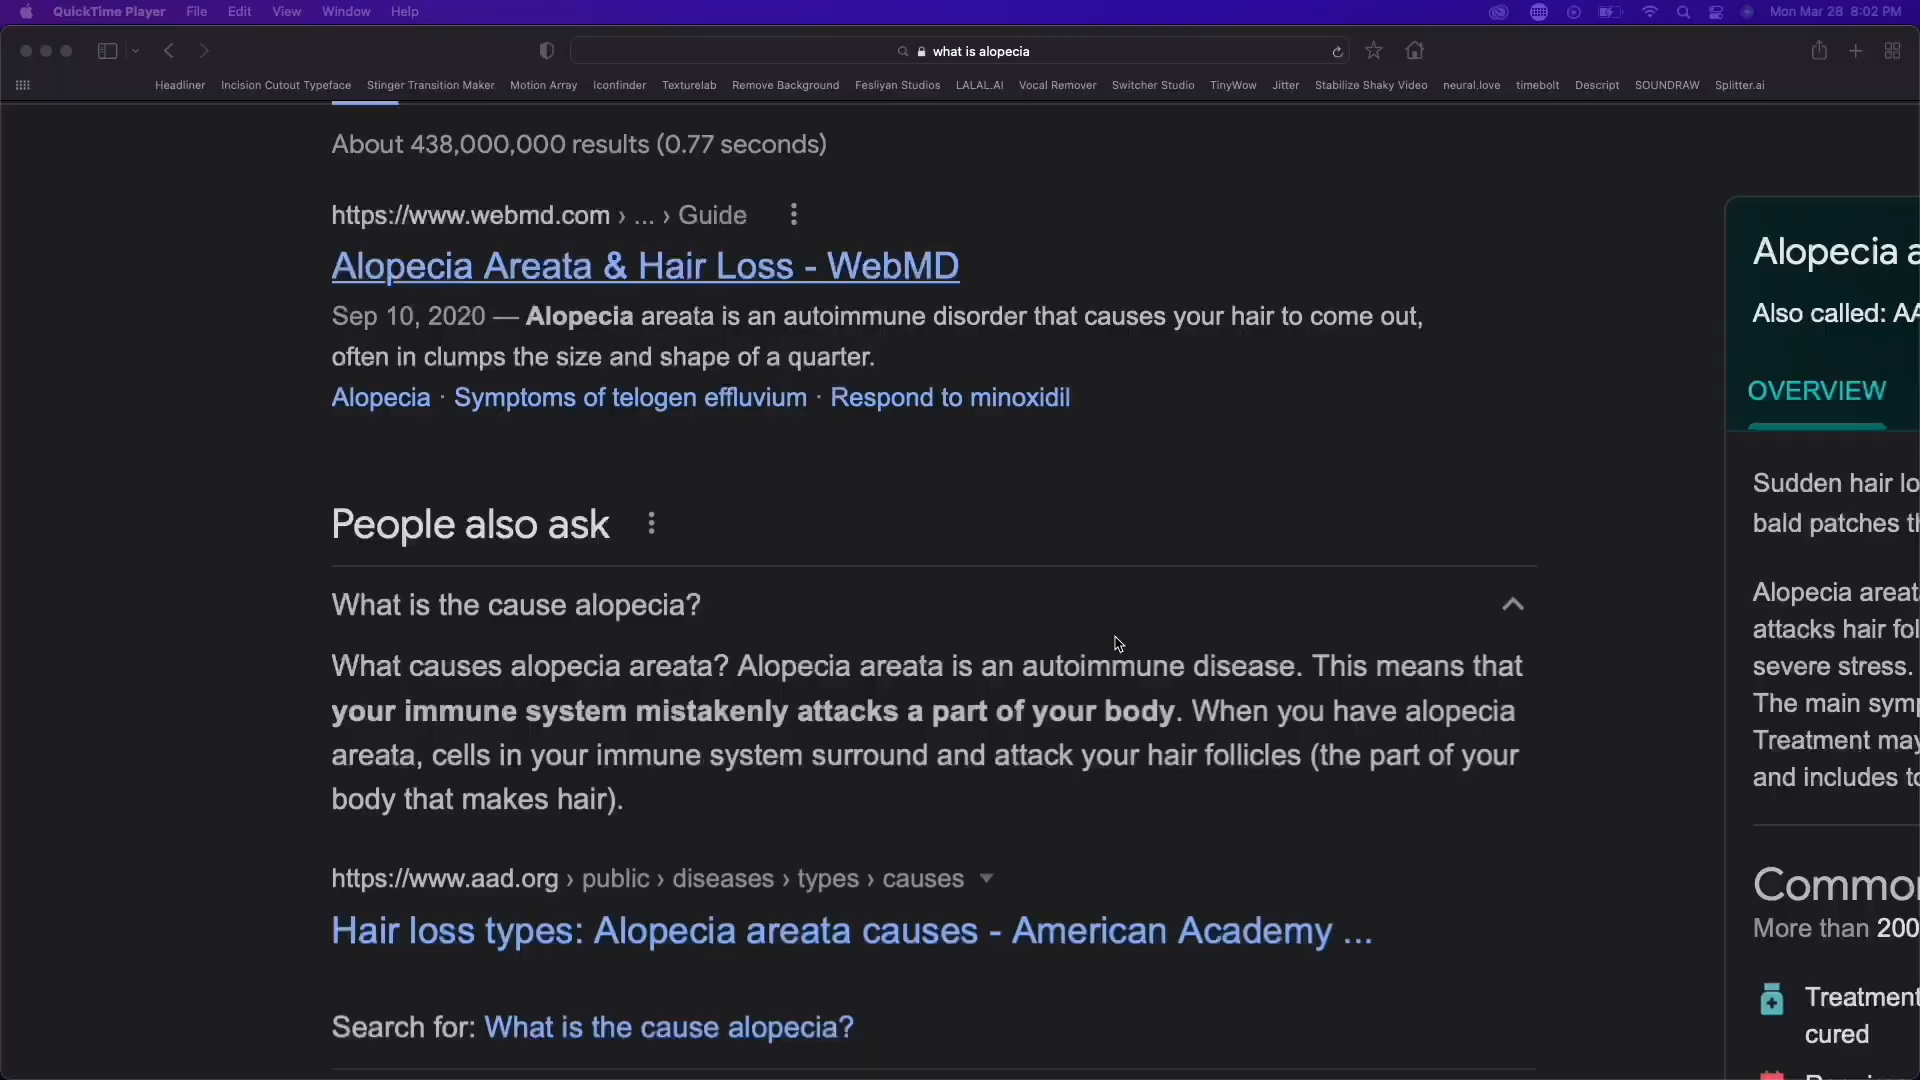 QuickTime Player File Edit View Window Help Mon Mar 28 8:02 PM
what is alopecia
Headliner Incision Cutout Typeface Stinger Transition Maker Motion Array Iconfinder Texturelab Remove Background Fesliyan Studios LALAL.AI Vocal Remover Switcher Studio TinyWow Jitter Stabilize Shaky Video neural.love timebolt Descript SOUNDRAW Splitter.ai
About 438,000,000 results (0.77 seconds)
https://www.webmd.com › ... › Guide
Alopecia Areata & Hair Loss - WebMD
Sep 10, 2020 — Alopecia areata is an autoimmune disorder that causes your hair to come out,
often in clumps the size and shape of a quarter.
Alopecia · Symptoms of telogen effluvium · Respond to minoxidil
People also ask
What is the cause alopecia?
What causes alopecia areata? Alopecia areata is an autoimmune disease. This means that
your immune system mistakenly attacks a part of your body. When you have alopecia
areata, cells in your immune system surround and attack your hair follicles (the part of your
body that makes hair).
https://www.aad.org › public › diseases › types › causes
Hair loss types: Alopecia areata causes - American Academy ...
Search for: What is the cause alopecia?
Alopecia a
Also called: AA
OVERVIEW
Sudden hair lo
bald patches th
Alopecia areat
attacks hair fol
severe stress.
The main symp
Treatment may
and includes to
Common
More than 200
Treatment
cured